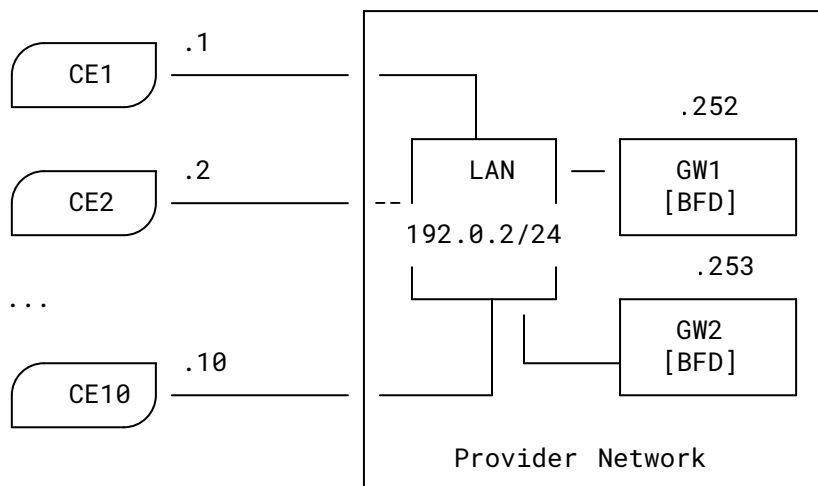 .1
CE1
.252
.2
LAN
GW1
CE2
[BFD]
192.0.2/24
.253
...
GW2
.10
[BFD]
CE10
Provider Network